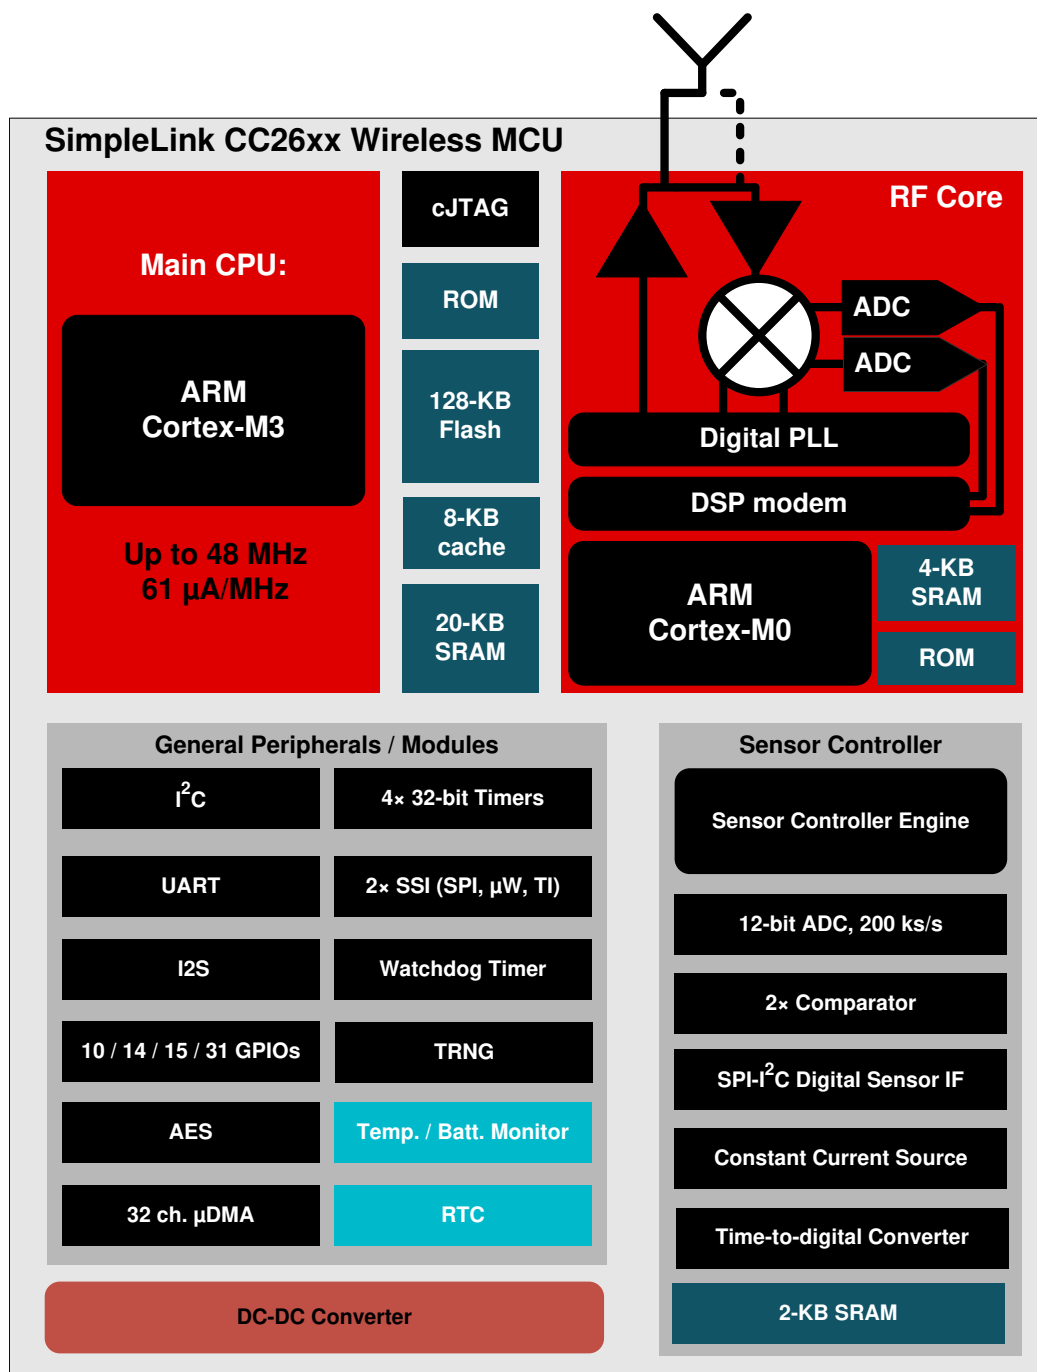 SimpleLink CC26xx Wireless MCU
Main CPU:
ARM
Cortex-M3
Up to 48 MHz
61 µA/MHz
cJTAG
ROM
128-KB
Flash
8-KB
cache
20-KB
SRAM
RF Core
ADC
ADC
Digital PLL
DSP modem
ARM
Cortex-M0
4-KB
SRAM
ROM
General Peripherals / Modules
I²C
4× 32-bit Timers
UART
2× SSI (SPI, µW, TI)
I2S
Watchdog Timer
10 / 14 / 15 / 31 GPIOs
TRNG
AES
Temp. / Batt. Monitor
32 ch. µDMA
RTC
DC-DC Converter
Sensor Controller
Sensor Controller Engine
12-bit ADC, 200 ks/s
2× Comparator
SPI-I²C Digital Sensor IF
Constant Current Source
Time-to-digital Converter
2-KB SRAM